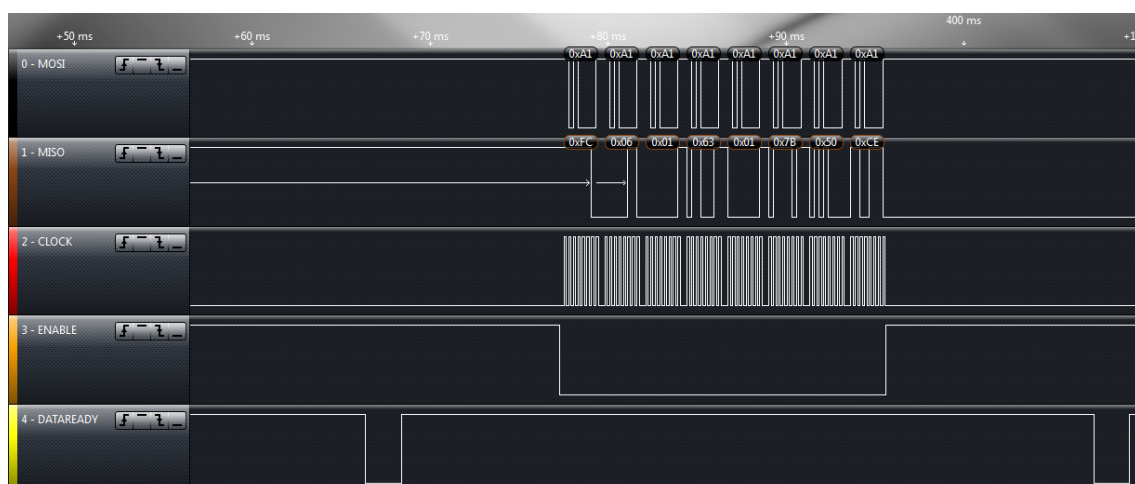 400 ms
+50 ms +60 ms +70 ms +80 ms +90 ms +1
0 - MOSI 0xA1 0xA1 0xA1 0xA1 0xA1 0xA1 0xA1 0xA1
1 - MISO 0xFC 0x06 0x01 0x63 0x01 0x7B 0x50 0xCE
2 - CLOCK
3 - ENABLE
4 - DATAREADY